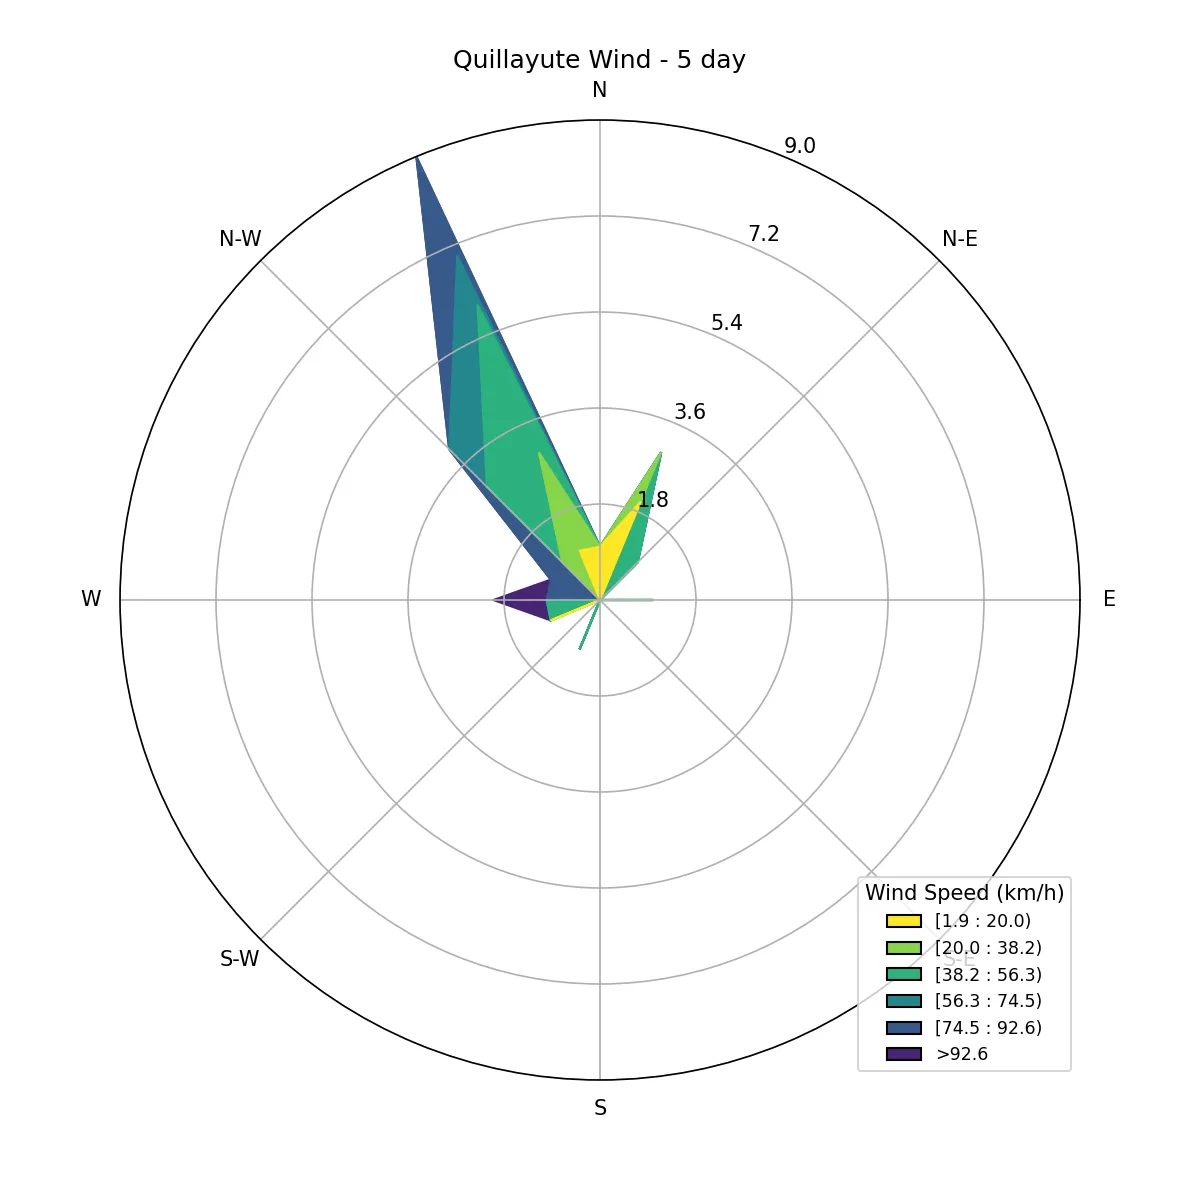 Quillayute Wind - 5 day
N
9.0
N-W
N-E
7.2
5.4
3.6
1.8
W
E
S-W
S-E
Wind Speed (km/h)
[1.9 : 20.0)
[20.0 : 38.2)
[38.2 : 56.3)
[56.3 : 74.5)
[74.5 : 92.6)
>92.6
S